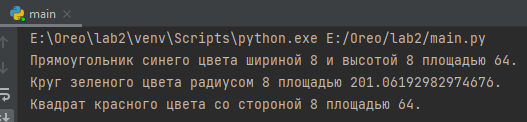 main
E:\Oreo\lab2\venv\Scripts\python.exe E:/Oreo/lab2/main.py
Прямоугольник синего цвета шириной 8 и высотой 8 площадью 64.
Круг зеленого цвета радиусом 8 площадью 201.06192982974676.
Квадрат красного цвета со стороной 8 площадью 64.